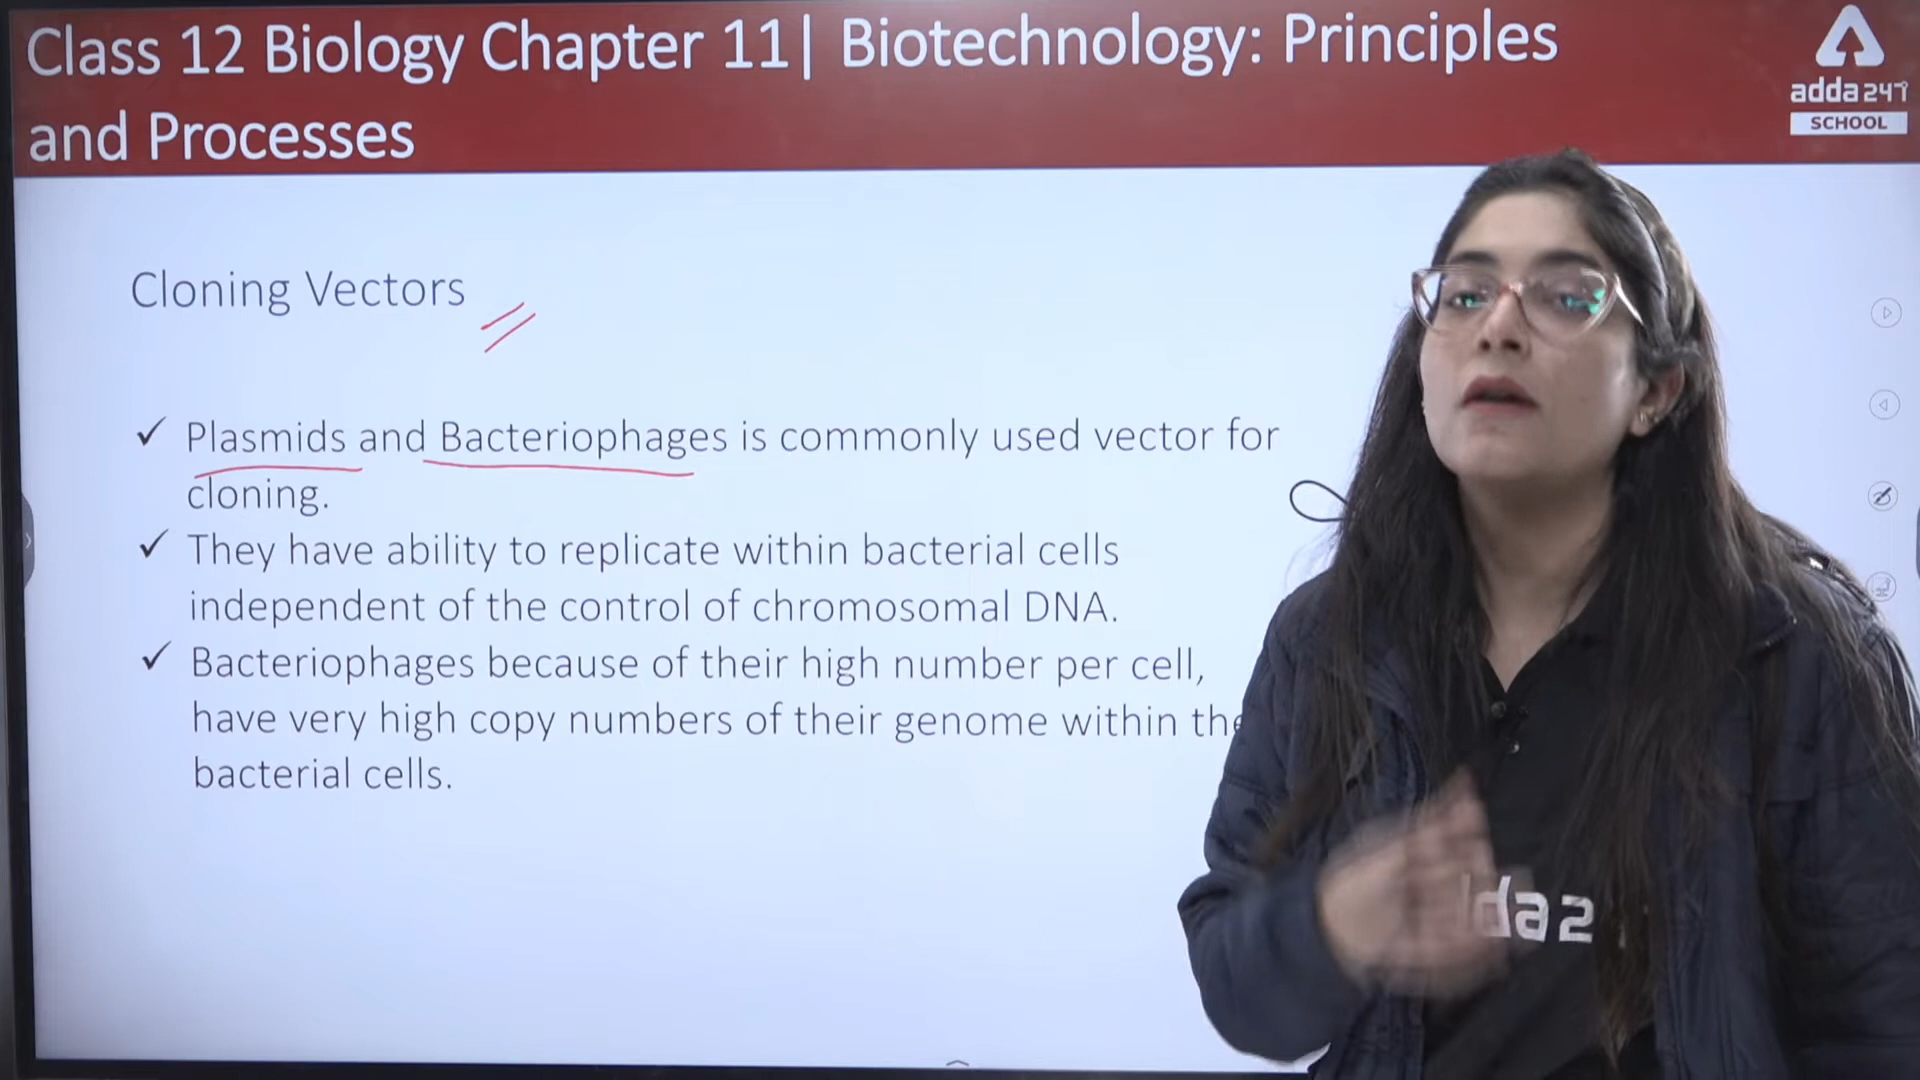 Class 12 Biology Chapter 11| Biotechnology: Principles
and Processes
adda247
SCHOOL
Cloning Vectors
✓ Plasmids and Bacteriophages is commonly used vector for
cloning.
✓ They have ability to replicate within bacterial cells
independent of the control of chromosomal DNA.
✓ Bacteriophages because of their high number per cell,
have very high copy numbers of their genome within the
bacterial cells.
da2